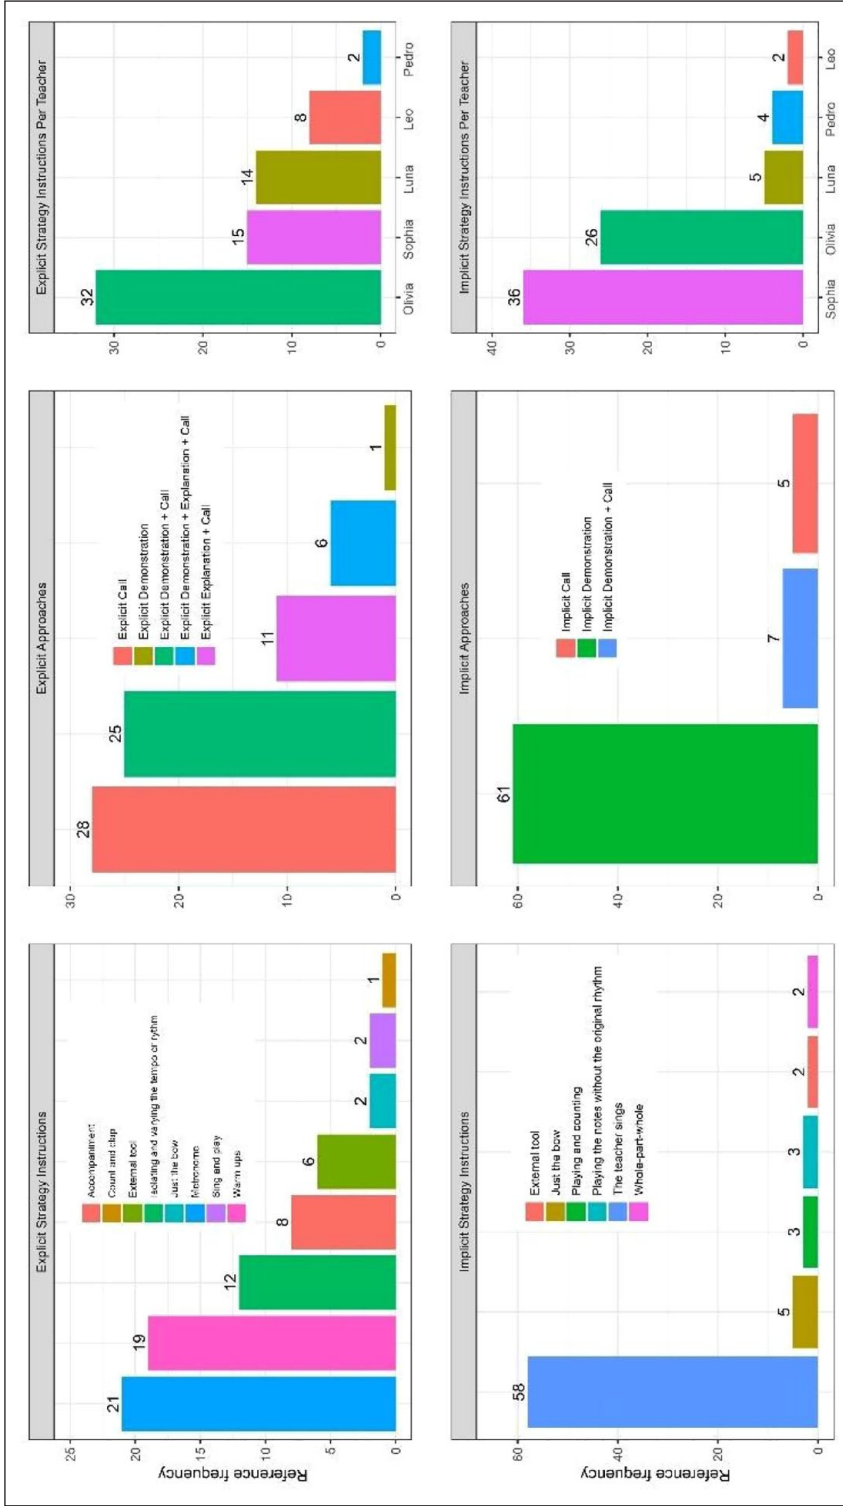 Explicit Strategy Instructions
Reference frequency
25
20
15
10
5
0
21
19
12
8
6
2
2
1
Accompaniment
Count and clap
External tool
Isolating and varying the tempo or rythm
Just the bow
Metronome
Sing and play
Warm ups
Explicit Approaches
30
20
10
0
28
25
11
6
1
Explicit Call
Explicit Demonstration
Explicit Demonstration + Call
Explicit Demonstration + Explanation + Call
Explicit Explanation + Call
Explicit Strategy Instructions Per Teacher
30
20
10
0
32
15
14
8
2
Olivia
Sophia
Luna
Leo
Pedro
Implicit Strategy Instructions
Reference frequency
60
40
20
0
58
5
3
3
2
2
External tool
Just the bow
Playing and counting
Playing the notes without the original rhythm
The teacher sings
Whole-part-whole
Implicit Approaches
60
40
20
0
61
7
5
Implicit Call
Implicit Demonstration
Implicit Demonstration + Call
Implicit Strategy Instructions Per Teacher
40
30
20
10
0
36
26
5
4
2
Sophia
Olivia
Luna
Pedro
Leo